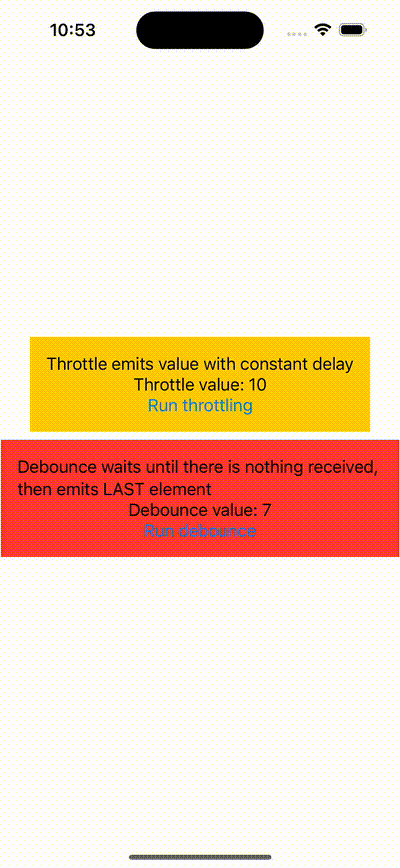 10:53
Throttle emits value with constant delay
Throttle value: 10
Run throttling
Debounce waits until there is nothing received,
then emits LAST element
Debounce value: 7
Run debounce